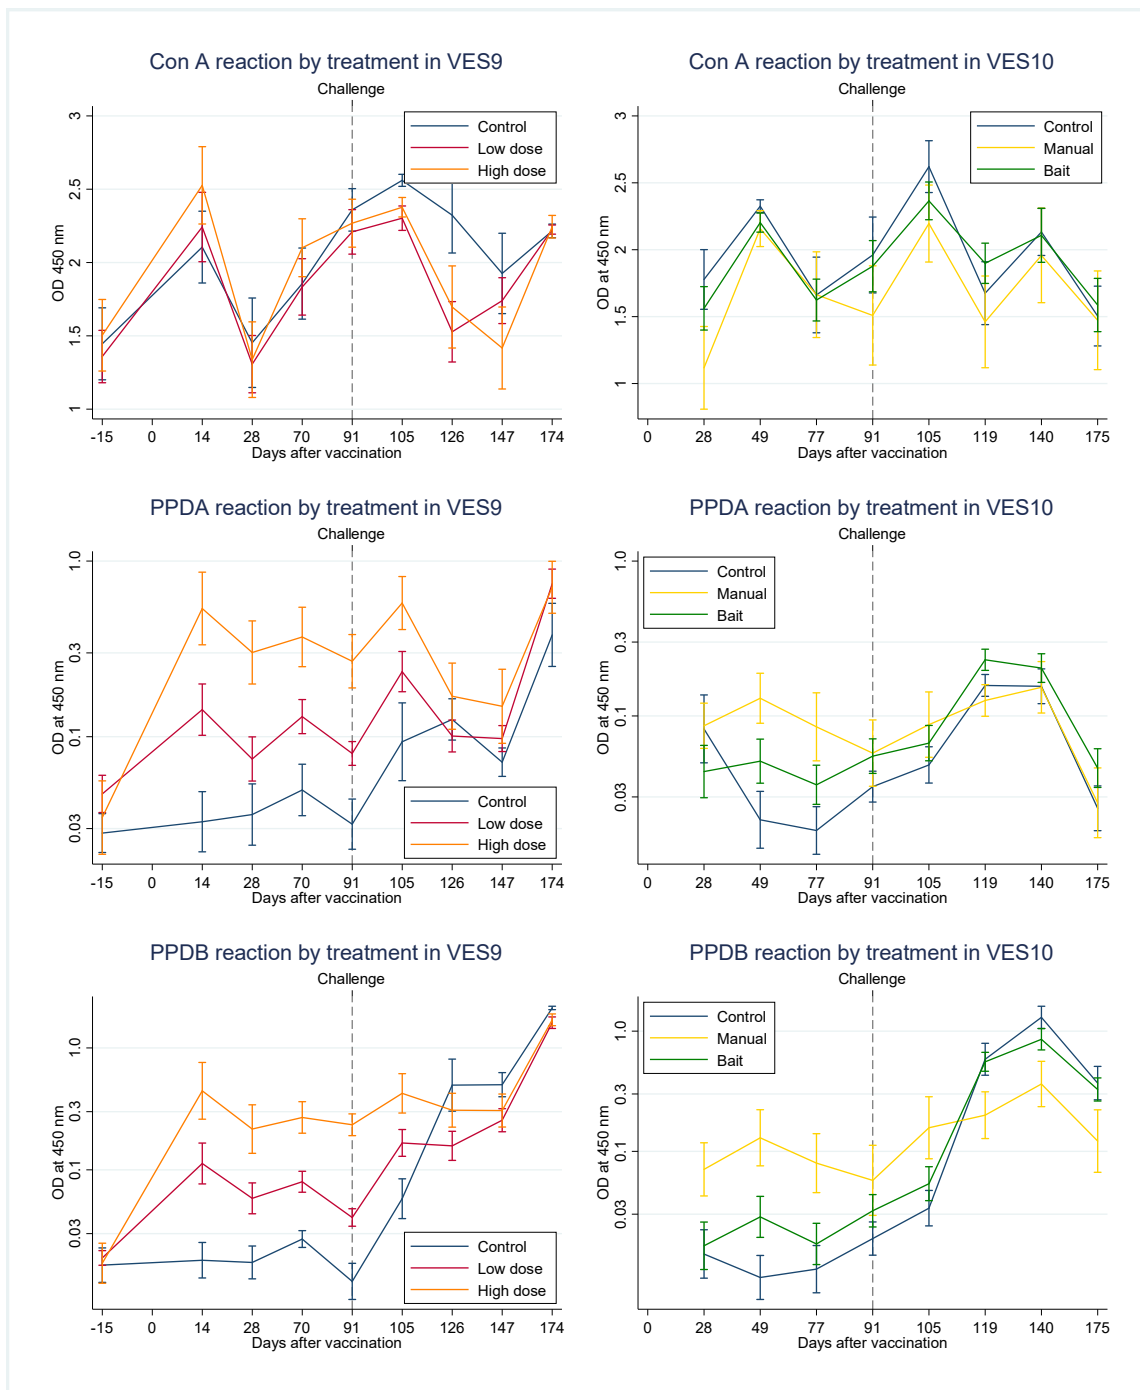 Con A reaction by treatment in VES9
Challenge
Control
Low dose
High dose
OD at 450 nm
3
2.5
2
1.5
1
-15 0 14 28 70 91 105 126 147 174
Days after vaccination
Con A reaction by treatment in VES10
Challenge
Control
Manual
Bait
OD at 450 nm
3
2.5
2
1.5
1
0 28 49 77 91 105 119 140 175
Days after vaccination
PPDA reaction by treatment in VES9
Challenge
OD at 450 nm
1.0
0.3
0.1
0.03
Control
Low dose
High dose
-15 0 14 28 70 91 105 126 147 174
Days after vaccination
PPDA reaction by treatment in VES10
Challenge
Control
Manual
Bait
OD at 450 nm
1.0
0.3
0.1
0.03
0 28 49 77 91 105 119 140 175
Days after vaccination
PPDB reaction by treatment in VES9
Challenge
OD at 450 nm
1.0
0.3
0.1
0.03
Control
Low dose
High dose
-15 0 14 28 70 91 105 126 147 174
Days after vaccination
PPDB reaction by treatment in VES10
Challenge
Control
Manual
Bait
OD at 450 nm
1.0
0.3
0.1
0.03
0 28 49 77 91 105 119 140 175
Days after vaccination